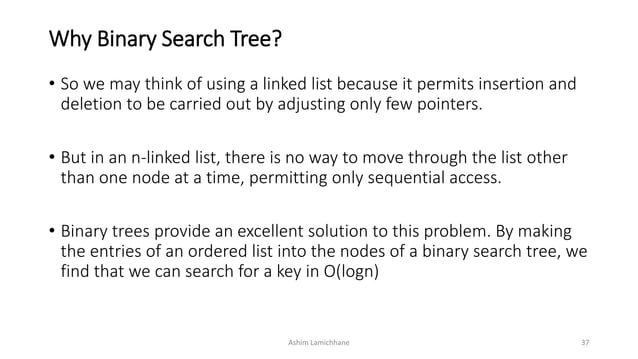 Why Binary Search Tree?
• So we may think of using a linked list because it permits insertion and
deletion to be carried out by adjusting only few pointers.
• But in an n-linked list, there is no way to move through the list other
than one node at a time, permitting only sequential access.
• Binary trees provide an excellent solution to this problem. By making
the entries of an ordered list into the nodes of a binary search tree, we
find that we can search for a key in O(logn)
Ashim Lamichhane
37